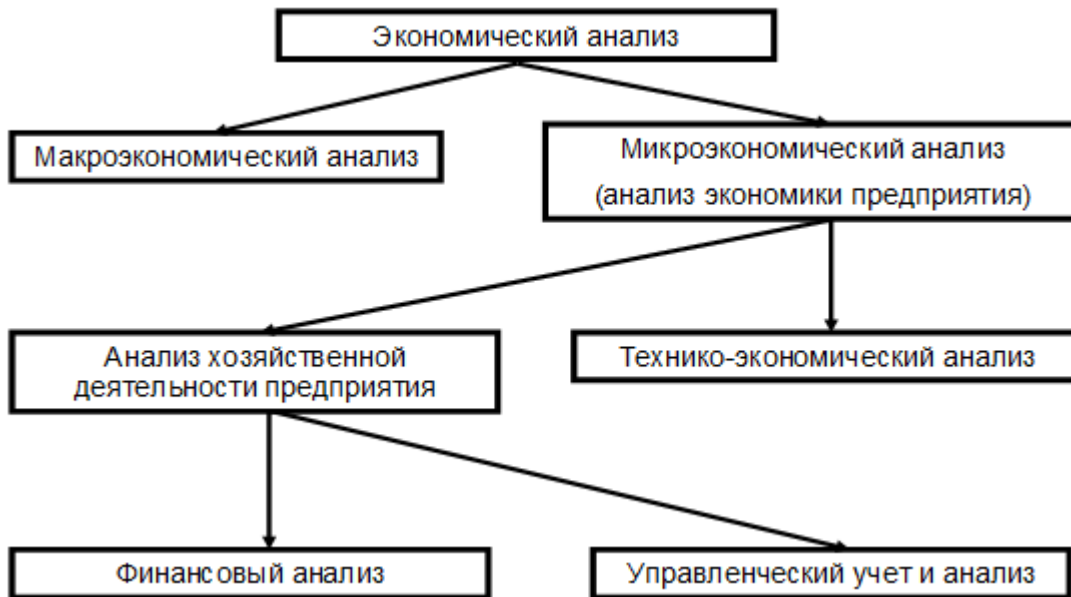 Экономический анализ
Макроэкономический анализ
Микроэкономический анализ
(анализ экономики предприятия)
Анализ хозяйственной
деятельности предприятия
Технико-экономический анализ
Финансовый анализ
Управленческий учет и анализ